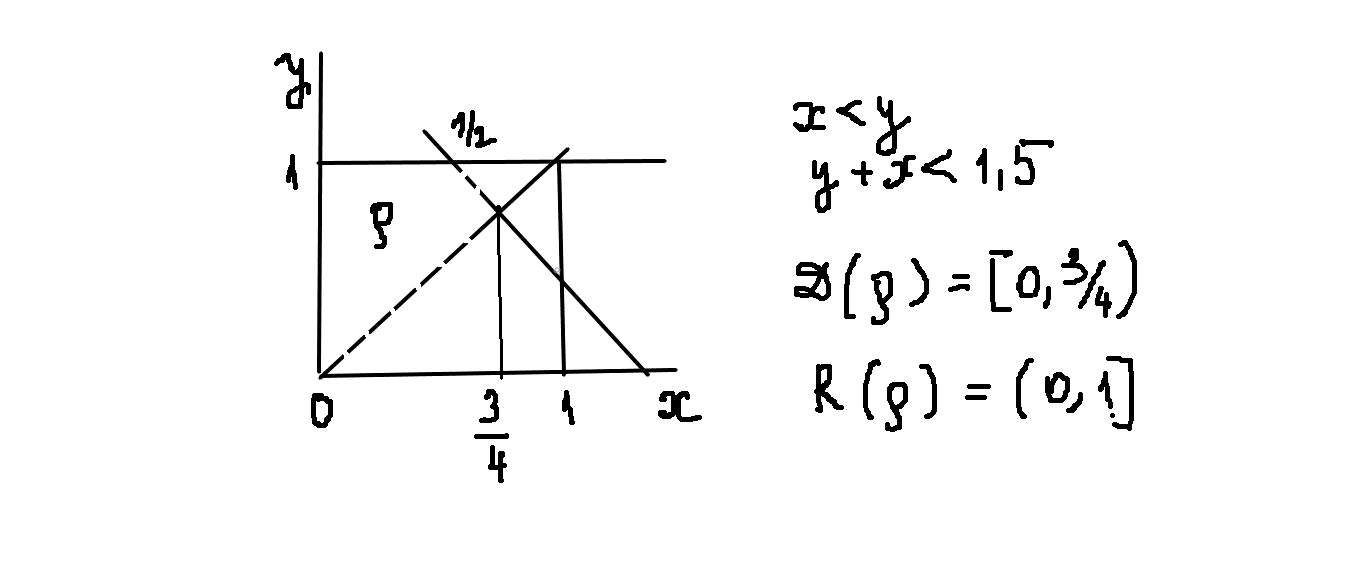 y
1/2
1
ρ
0
3/4
1
x
x < y
y + x < 1,5
D(ρ) = [0, 3/4)
R(ρ) = (0, 1]